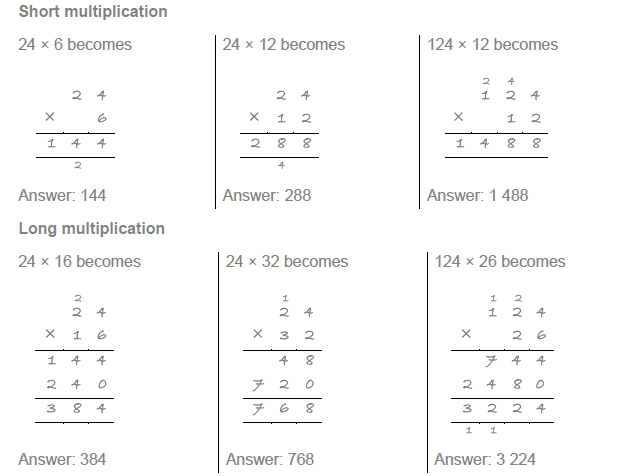 Short multiplication
24 × 6 becomes
2 4
× 6
1 4 4
2
Answer: 144
24 × 12 becomes
2 4
× 1 2
2 8 8
4
Answer: 288
124 × 12 becomes
2 4
1 2 4
× 1 2
1 4 8 8
Answer: 1 488
Long multiplication
24 × 16 becomes
2
2 4
× 1 6
1 4 4
2 4 0
3 8 4
Answer: 384
24 × 32 becomes
1
2 4
× 3 2
4 8
7 2 0
7 6 8
Answer: 768
124 × 26 becomes
1 2
1 2 4
× 2 6
7 4 4
2 4 8 0
3 2 2 4
1 1
Answer: 3 224